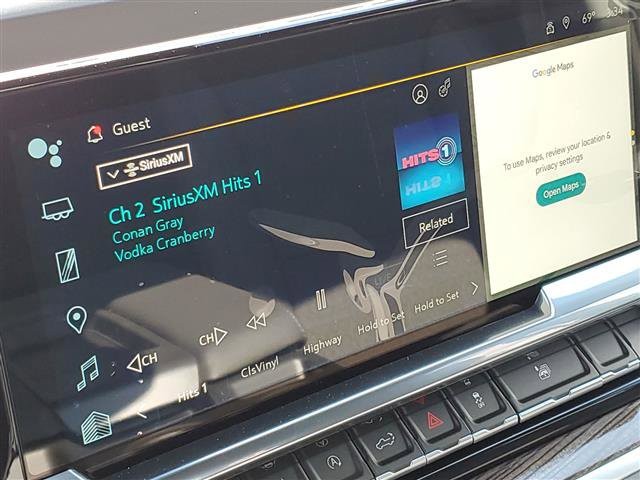 69° 3:34
Guest
Google Maps
SiriusXM
HITS 1
Ch 2 SiriusXM Hits 1
Conan Gray
Vodka Cranberry
Related
To use Maps, review your location &
privacy settings
Open Maps
CH
CH
Hits 1
ClsVinyl
Highway
Hold to Set
Hold to Set